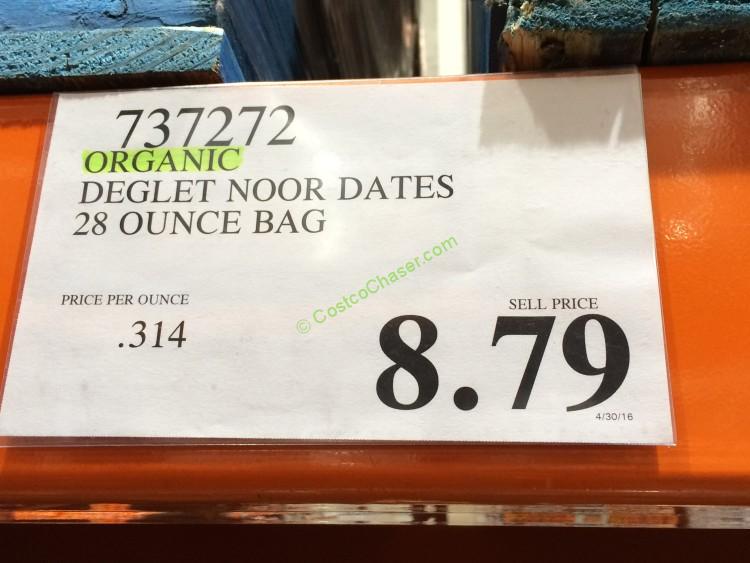 737272
ORGANIC
DEGLET NOOR DATES
28 OUNCE BAG
© CostcoChaser.com
PRICE PER OUNCE
.314
SELL PRICE
8.79
4/30/16